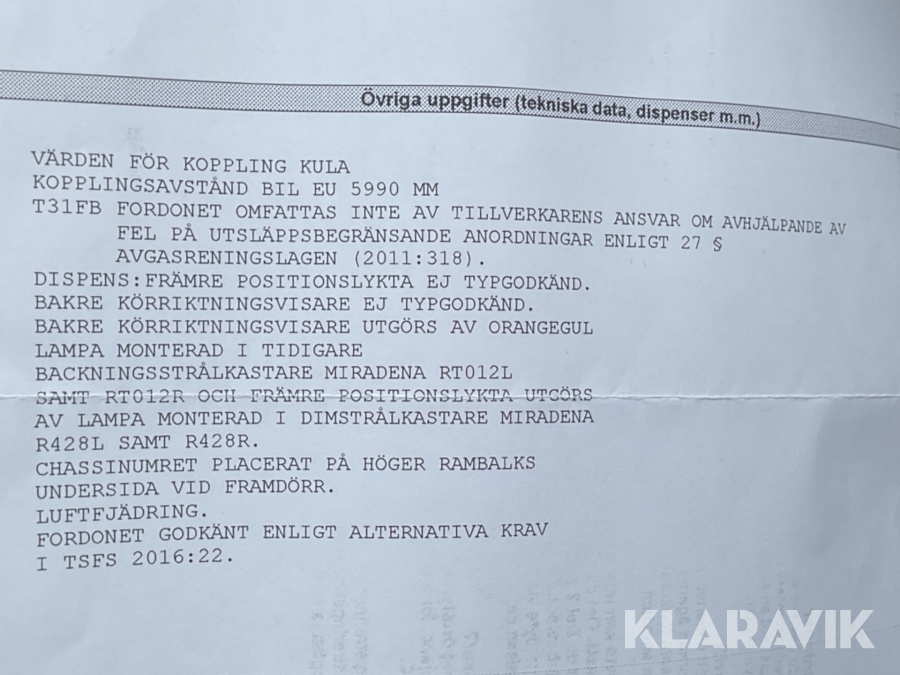 Övriga uppgifter (tekniska data, dispenser m.m.)
VÄRDEN FÖR KOPPLING KULA
KOPPLINGSAVSTÅND BIL EU 5990 MM
T31FB FORDONET OMFATTAS INTE AV TILLVERKARENS ANSVAR OM AVHJÄLPANDE AV
FEL PÅ UTSLÄPPSBEGRÄNSANDE ANORDNINGAR ENLIGT 27 §
AVGASRENINGSLAGEN (2011:318).
DISPENS:FRÄMRE POSITIONSLYKTA EJ TYPGODKÄND.
BAKRE KÖRRIKTNINGSVISARE EJ TYPGODKÄND.
BAKRE KÖRRIKTNINGSVISARE UTGÖRS AV ORANGEGUL
LAMPA MONTERAD I TIDIGARE
BACKNINGSSTRÅLKASTARE MIRADENA RT012L
SAMT RT012R OCH FRÄMRE POSITIONSLYKTA UTGÖRS
AV LAMPA MONTERAD I DIMSTRÅLKASTARE MIRADENA
R428L SAMT R428R.
CHASSINUMRET PLACERAT PÅ HÖGER RAMBALKS
UNDERSIDA VID FRAMDÖRR.
LUFTFJÄDRING.
FORDONET GODKÄNT ENLIGT ALTERNATIVA KRAV
I TSFS 2016:22.
KLARAVIK